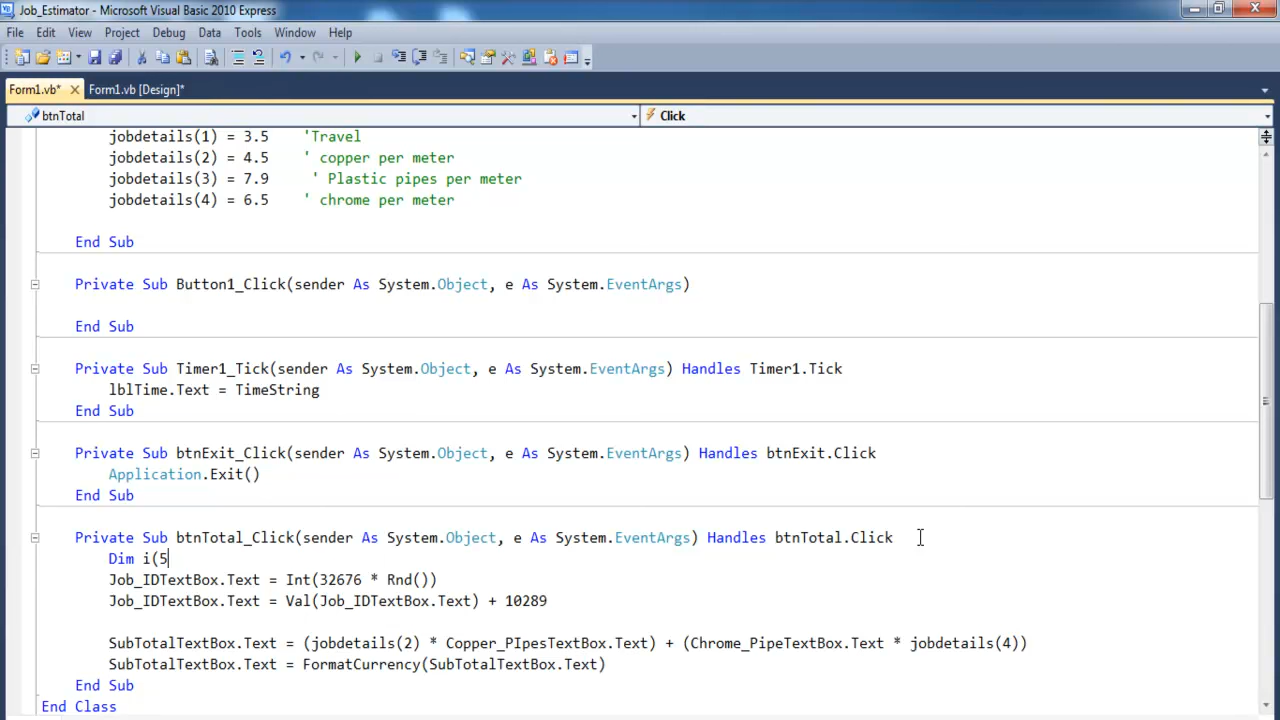 Job_Estimator - Microsoft Visual Basic 2010 Express
File Edit View Project Debug Data Tools Window Help
Form1.vb* Form1.vb [Design]*
btnTotal Click
jobdetails(1) = 3.5 'Travel
jobdetails(2) = 4.5 ' copper per meter
jobdetails(3) = 7.9 ' Plastic pipes per meter
jobdetails(4) = 6.5 ' chrome per meter
End Sub
Private Sub Button1_Click(sender As System.Object, e As System.EventArgs)
End Sub
Private Sub Timer1_Tick(sender As System.Object, e As System.EventArgs) Handles Timer1.Tick
lblTime.Text = TimeString
End Sub
Private Sub btnExit_Click(sender As System.Object, e As System.EventArgs) Handles btnExit.Click
Application.Exit()
End Sub
Private Sub btnTotal_Click(sender As System.Object, e As System.EventArgs) Handles btnTotal.Click
Dim i(5
Job_IDTextBox.Text = Int(32676 * Rnd())
Job_IDTextBox.Text = Val(Job_IDTextBox.Text) + 10289
SubTotalTextBox.Text = (jobdetails(2) * Copper_PIpesTextBox.Text) + (Chrome_PipeTextBox.Text * jobdetails(4))
SubTotalTextBox.Text = FormatCurrency(SubTotalTextBox.Text)
End Sub
End Class